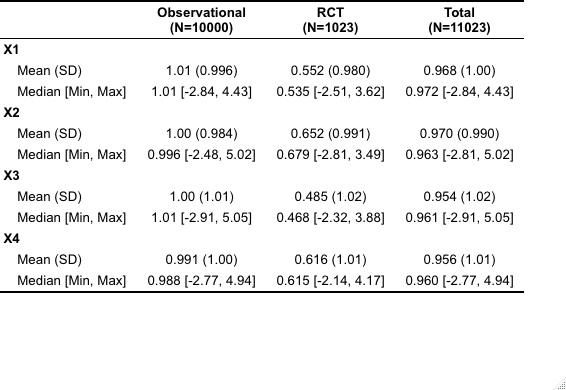 Observational RCT Total
(N=10000) (N=1023) (N=11023)
X1
Mean (SD) 1.01 (0.996) 0.552 (0.980) 0.968 (1.00)
Median [Min, Max] 1.01 [-2.84, 4.43] 0.535 [-2.51, 3.62] 0.972 [-2.84, 4.43]
X2
Mean (SD) 1.00 (0.984) 0.652 (0.991) 0.970 (0.990)
Median [Min, Max] 0.996 [-2.48, 5.02] 0.679 [-2.81, 3.49] 0.963 [-2.81, 5.02]
X3
Mean (SD) 1.00 (1.01) 0.485 (1.02) 0.954 (1.02)
Median [Min, Max] 1.01 [-2.91, 5.05] 0.468 [-2.32, 3.88] 0.961 [-2.91, 5.05]
X4
Mean (SD) 0.991 (1.00) 0.616 (1.01) 0.956 (1.01)
Median [Min, Max] 0.988 [-2.77, 4.94] 0.615 [-2.14, 4.17] 0.960 [-2.77, 4.94]